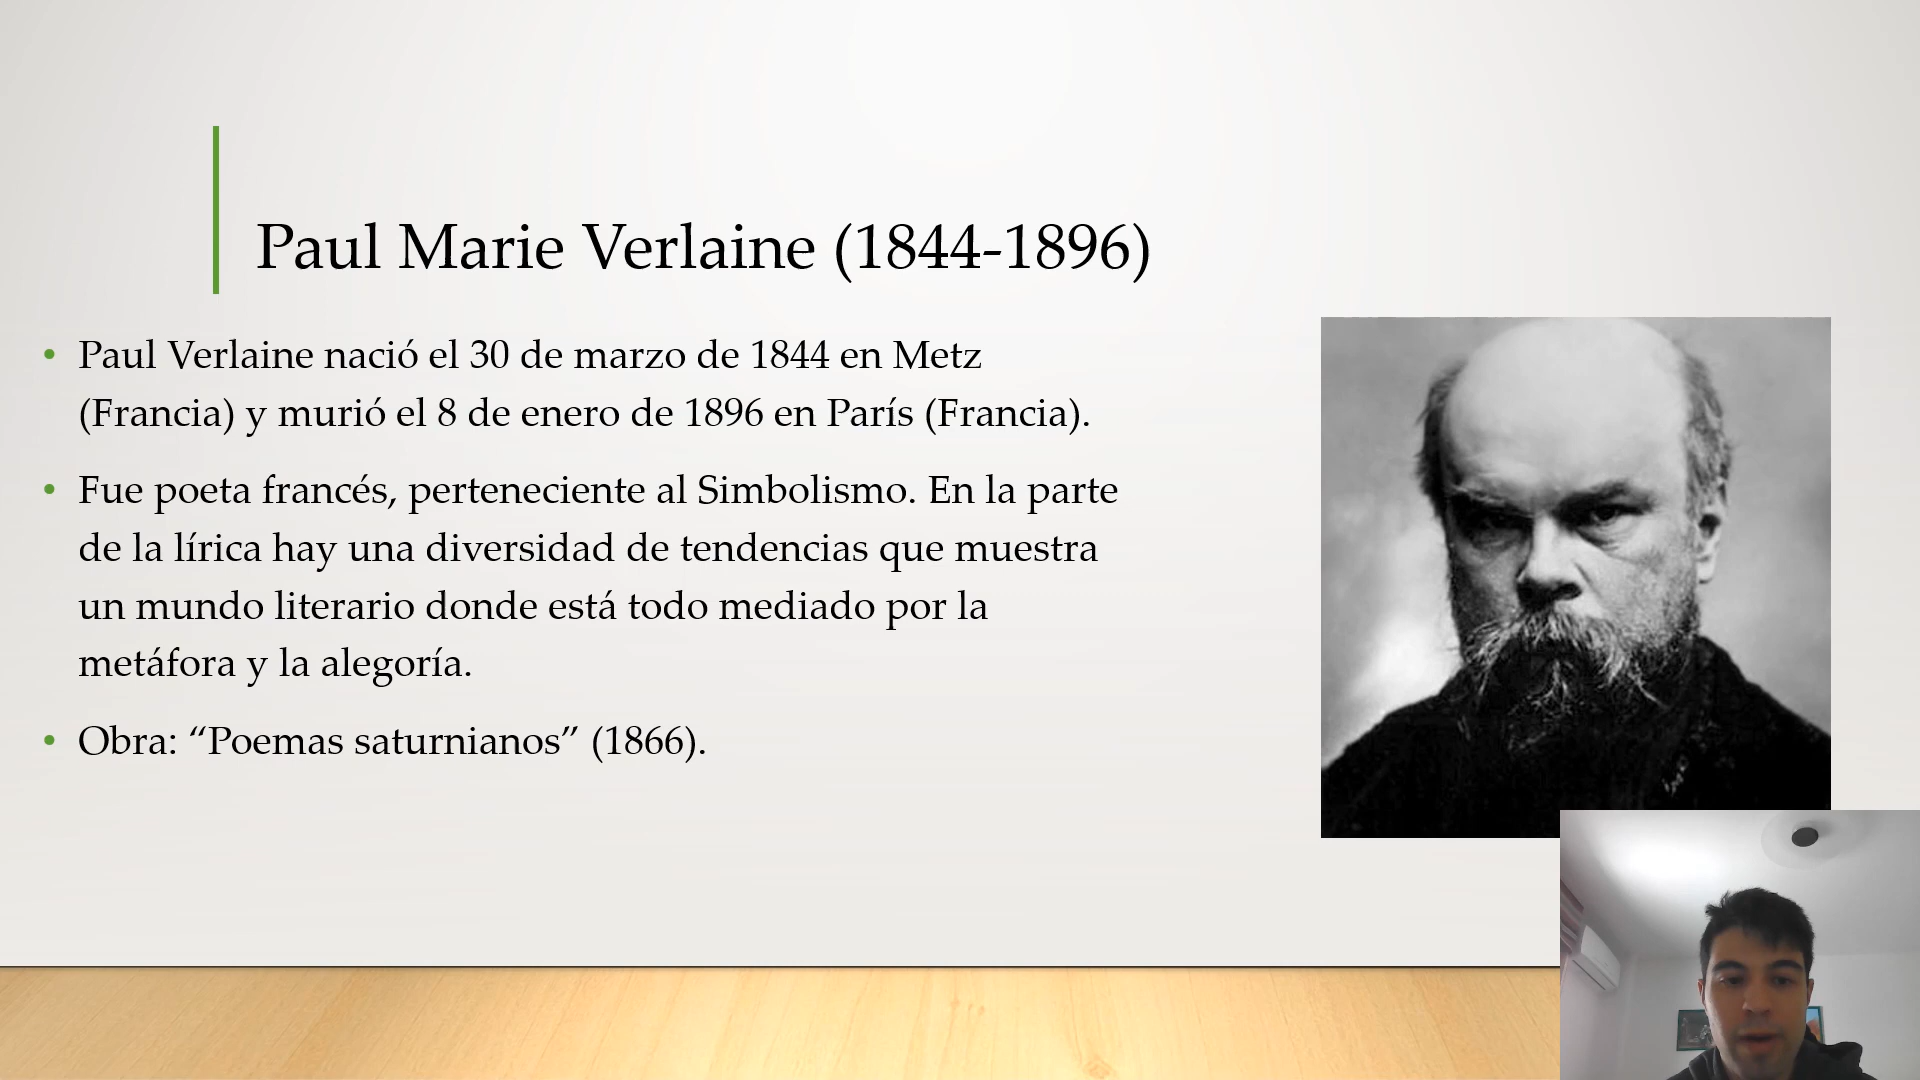 Paul Marie Verlaine (1844-1896)
• Paul Verlaine nació el 30 de marzo de 1844 en Metz
(Francia) y murió el 8 de enero de 1896 en París (Francia).
• Fue poeta francés, perteneciente al Simbolismo. En la parte
de la lírica hay una diversidad de tendencias que muestra
un mundo literario donde está todo mediado por la
metáfora y la alegoría.
• Obra: “Poemas saturnianos” (1866).